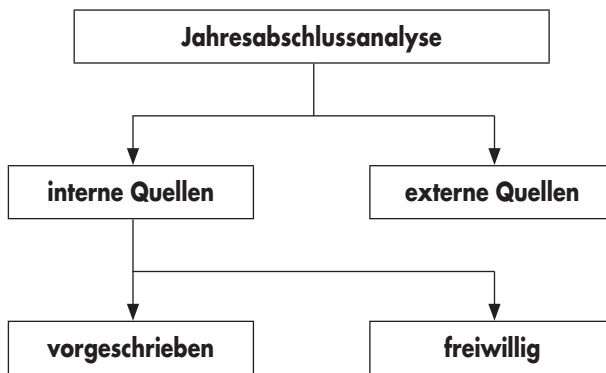 Jahresabschlussanalyse
interne Quellen
externe Quellen
vorgeschrieben
freiwillig